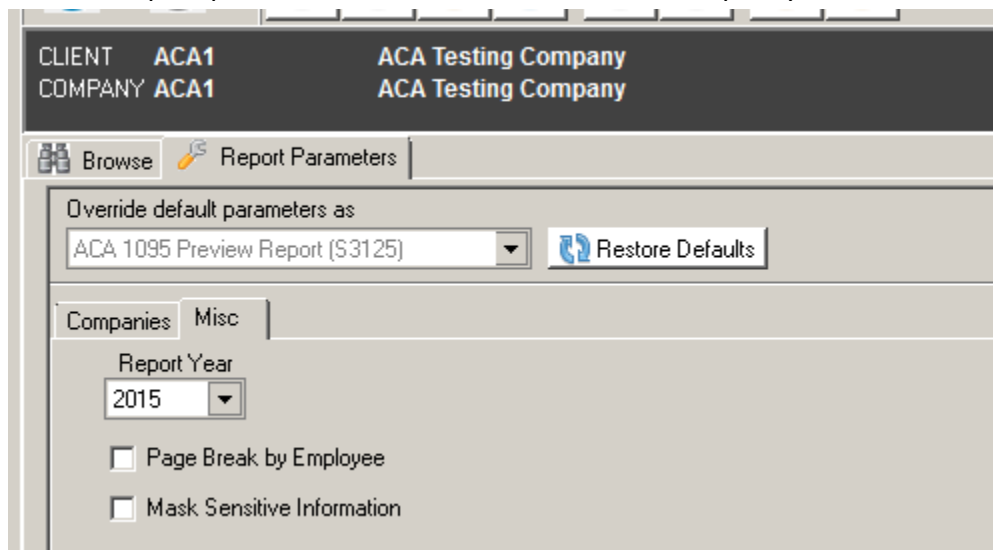 CLIENT ACA1 ACA Testing Company
COMPANY ACA1 ACA Testing Company
Browse Report Parameters
Override default parameters as
ACA 1095 Preview Report (S3125) Restore Defaults
Companies Misc
Report Year
2015
Page Break by Employee
Mask Sensitive Information